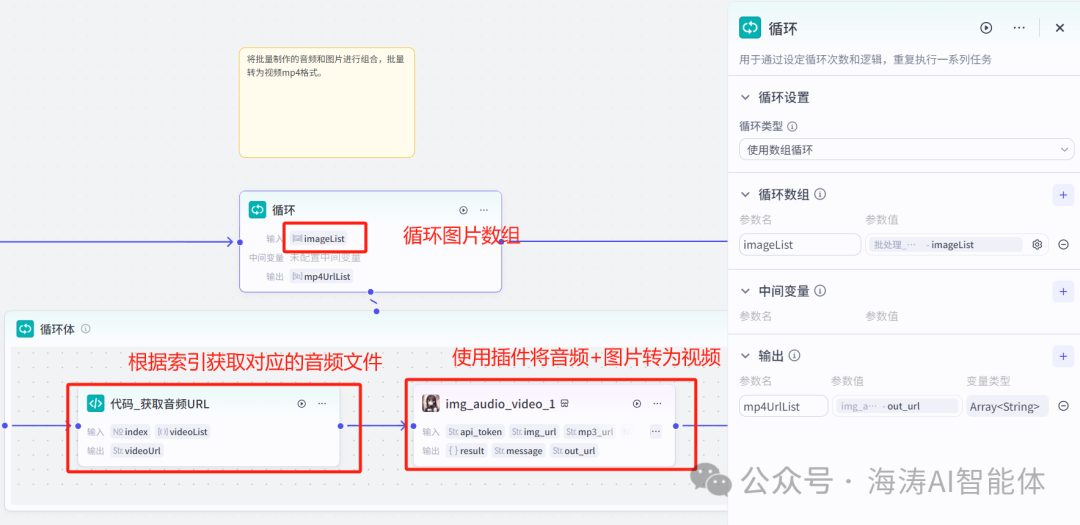 将批量制作的音频和图片进行组合，批量
转为视频mp4格式。
循环
输入 imageList
中间变量 未配置中间变量
输出 mp4UrlList
循环图片数组
循环体
根据索引获取对应的音频文件
代码_获取音频URL
输入 No index videoList
输出 Str. videoUrl
使用插件将音频+图片转为视频
img_audio_video_1
输入 Str. api_token Str. img_url Str. mp3_url ...
输出 {} result Str. message Str. out_url
循环
用于通过设定循环次数和逻辑，重复执行一系列任务
循环设置
循环类型
使用数组循环
循环数组
参数名 参数值
imageList 批处理_... · imageList
中间变量
参数名 参数值
输出
参数名 参数值 变量类型
mp4UrlList img_a... · out_url Array<String>
公众号 · 海涛AI智能体